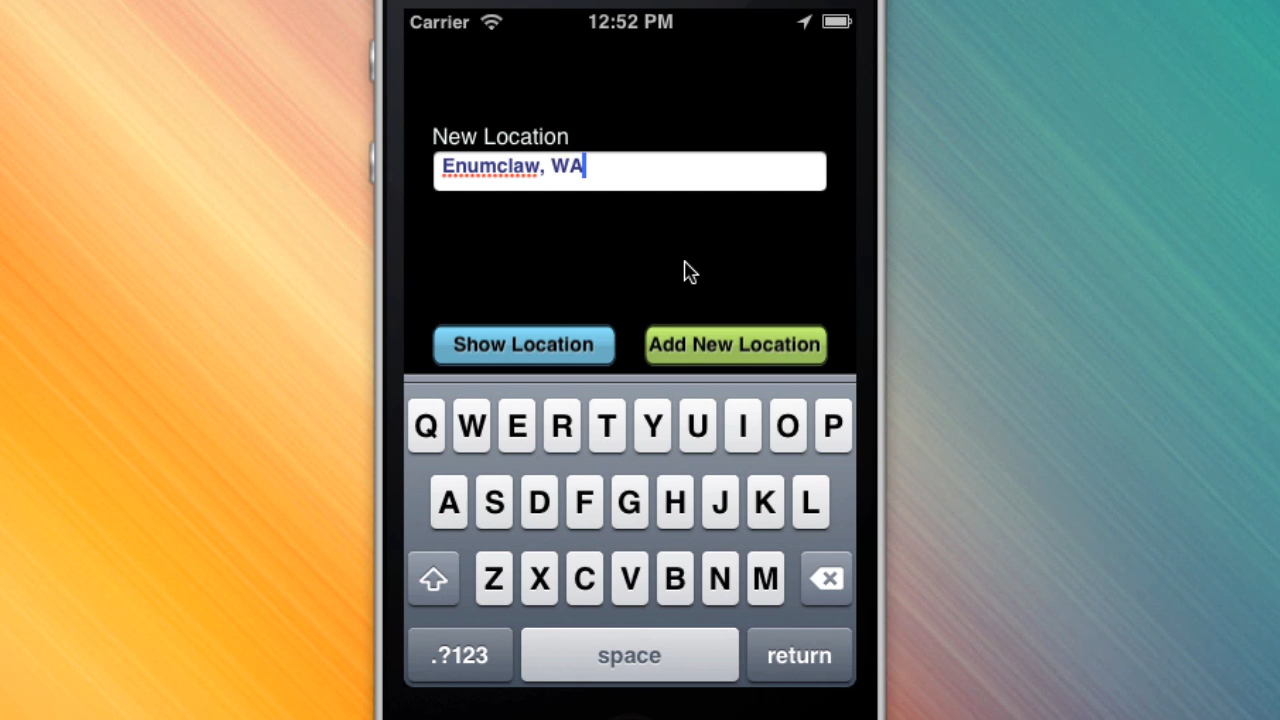 Carrier 12:52 PM
New Location
Enumclaw, WA
Show Location Add New Location
Q W E R T Y U I O P
A S D F G H J K L
Z X C V B N M
.?123 space return